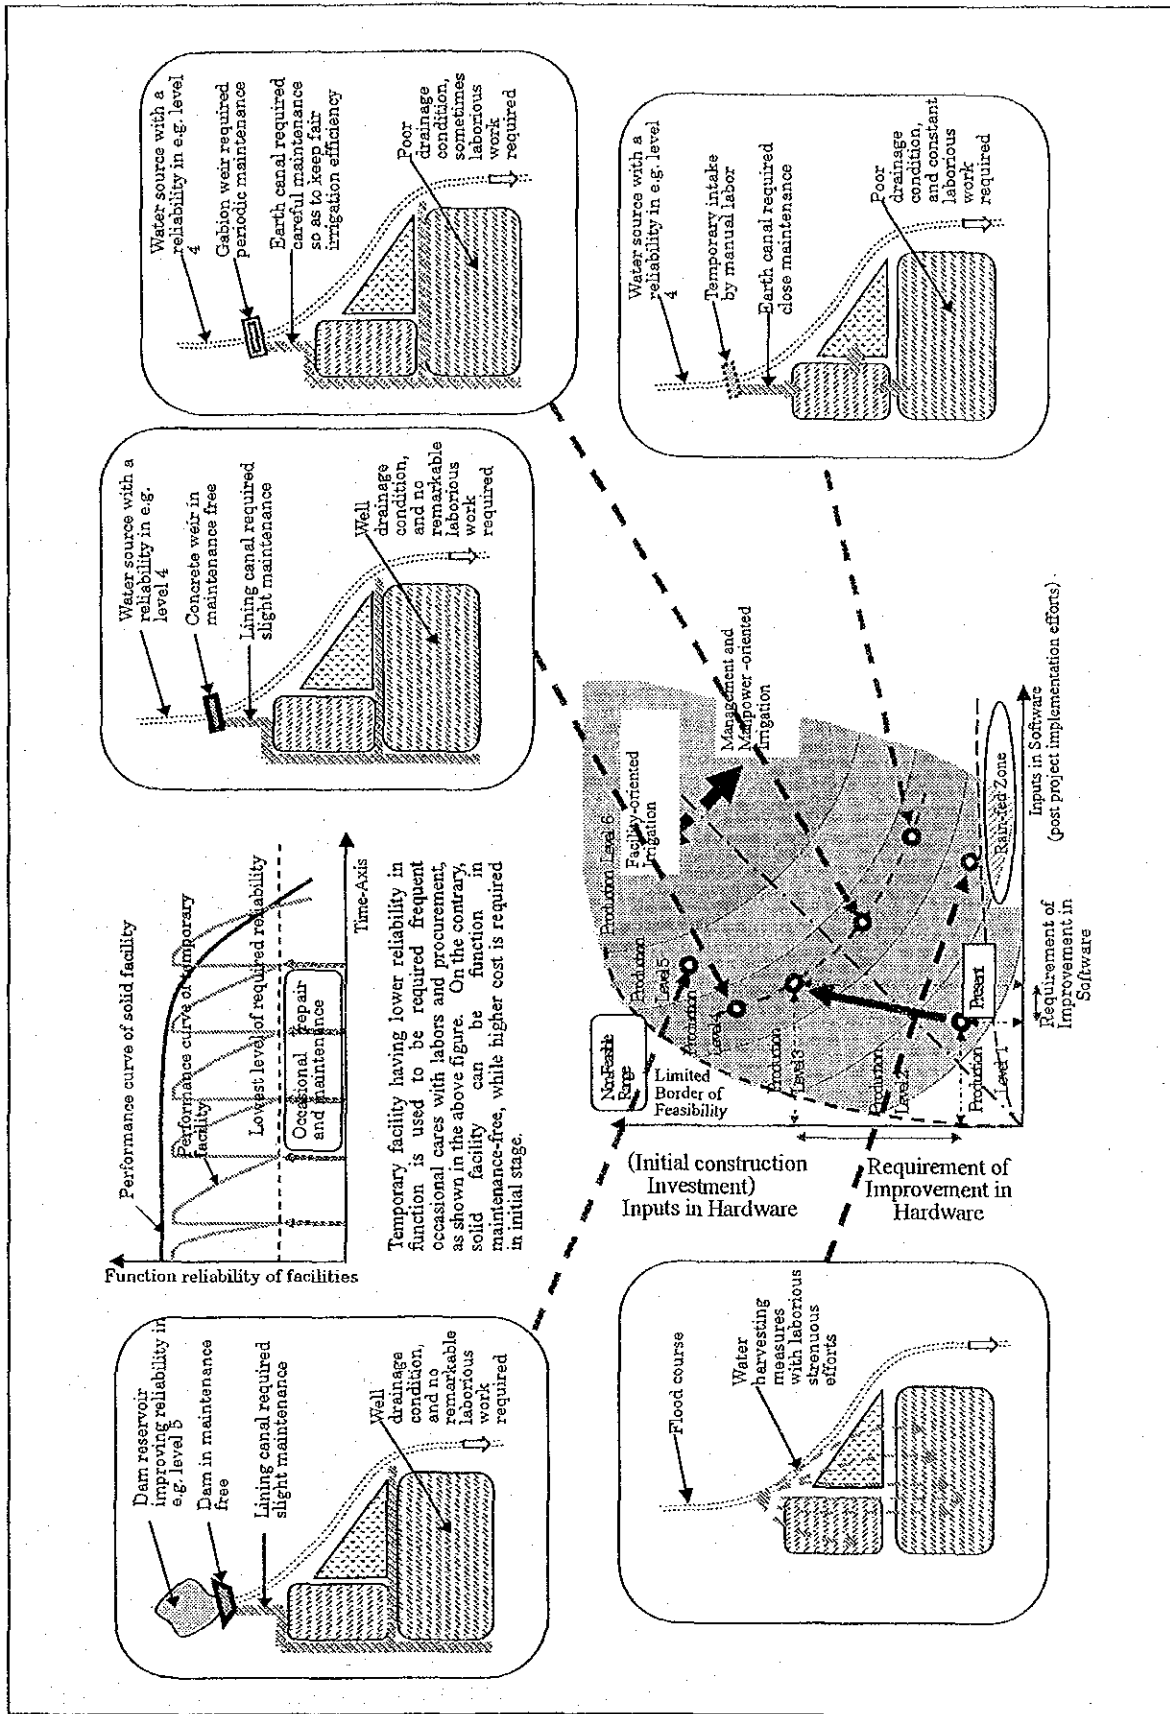 Dam reservoir
improving reliability in
e.g. level 5
Dam in maintenance
free
Lining canal required
slight maintenance
Well
drainage
condition,
and no
remarkable
laborious
work
required
Function reliability of facilities
Performance curve of solid facility
Performance curve of temporary
facility
Lowest level of required reliability
Occasional repair
and maintenance
Time-Axis
Temporary facility having lower reliability in
function is used to be required frequent
occasional cares with labors and procurement,
as shown in the above figure. On the contrary,
solid facility can be function in
maintenance-free, while higher cost is required
in initial stage.
Water source with a
reliability in e.g.
level 4
Concrete weir in
maintenance free
Lining canal required
slight maintenance
Well
drainage
condition,
and no
remarkable
laborious
work
required
Water source with a
reliability in e.g. level
4
Gabion weir required
periodic maintenance
Earth canal required
careful maintenance
so as to keep fair
irrigation efficiency
Poor
drainage
condition,
sometimes
laborious
work
required
Flood course
Water
harvesting
measures
with laborious
strenuous
efforts
(Initial construction
Investment)
Inputs in Hardware
Requirement of
Improvement in
Hardware
Non-Feasible
Range
Limited
Border of
Feasibility
Production
Level 5
Production Level 6
Production
Level 4
Production
Level 3
Production
Level 2
Production
Level 1
Present
Facility-oriented
Irrigation
Management and
Manpower-oriented
Irrigation
Rain-fed Zone
Requirement of
Improvement in
Software
Inputs in Software
(post project implementation efforts)
Water source with a
reliability in e.g. level
4
Temporary intake
by manual labor
Earth canal required
close maintenance
Poor
drainage
condition,
and constant
laborious
work
required